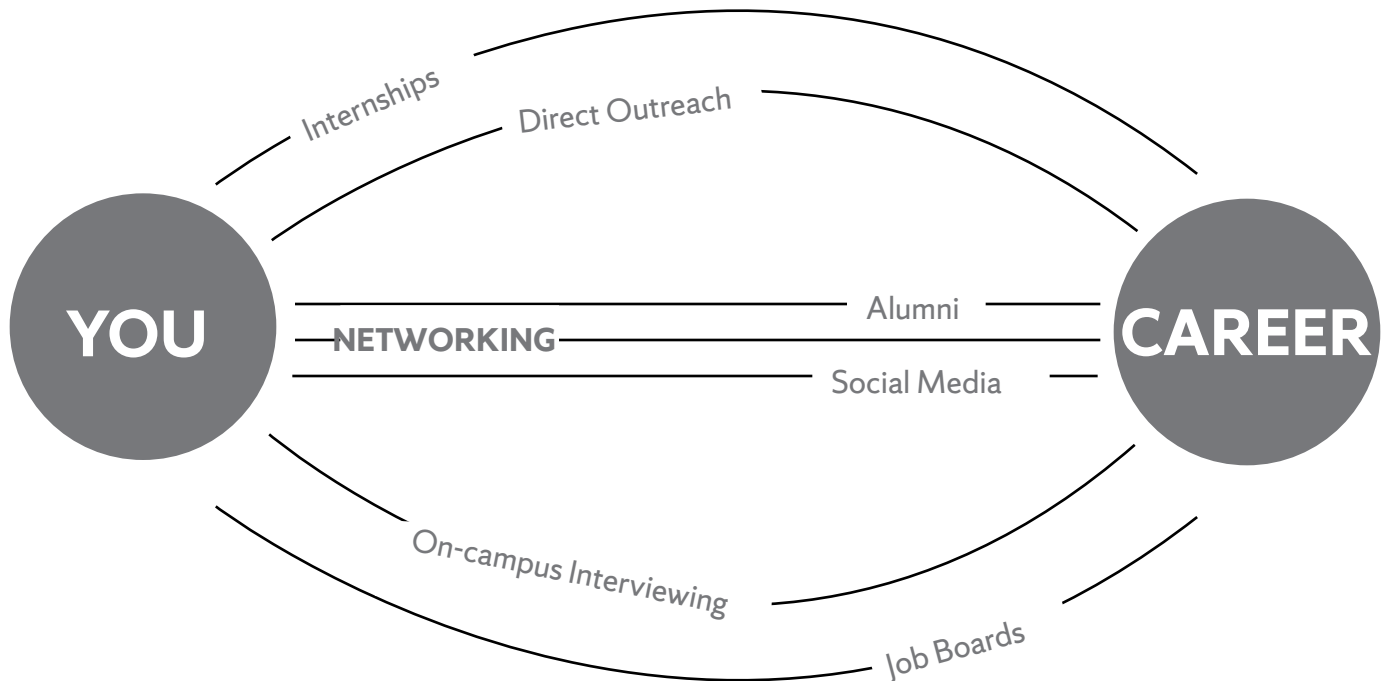 Internships
Direct Outreach
YOU
Alumni
NETWORKING
Social Media
CAREER
On-campus Interviewing
Job Boards